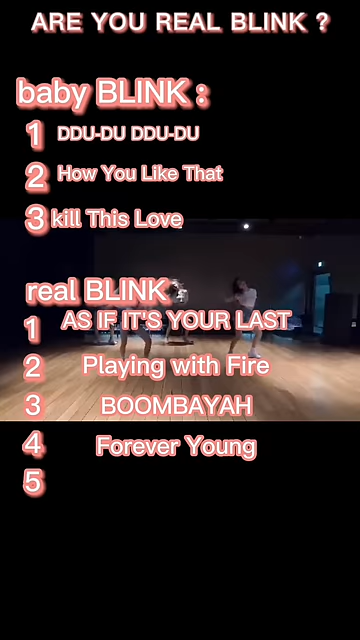 ARE YOU REAL BLINK ?
baby BLINK :
1 DDU-DU DDU-DU
2 How You Like That
3 kill This Love
real BLINK :
1 AS IF IT'S YOUR LAST
2 Playing with Fire
3 BOOMBAYAH
4 Forever Young
5